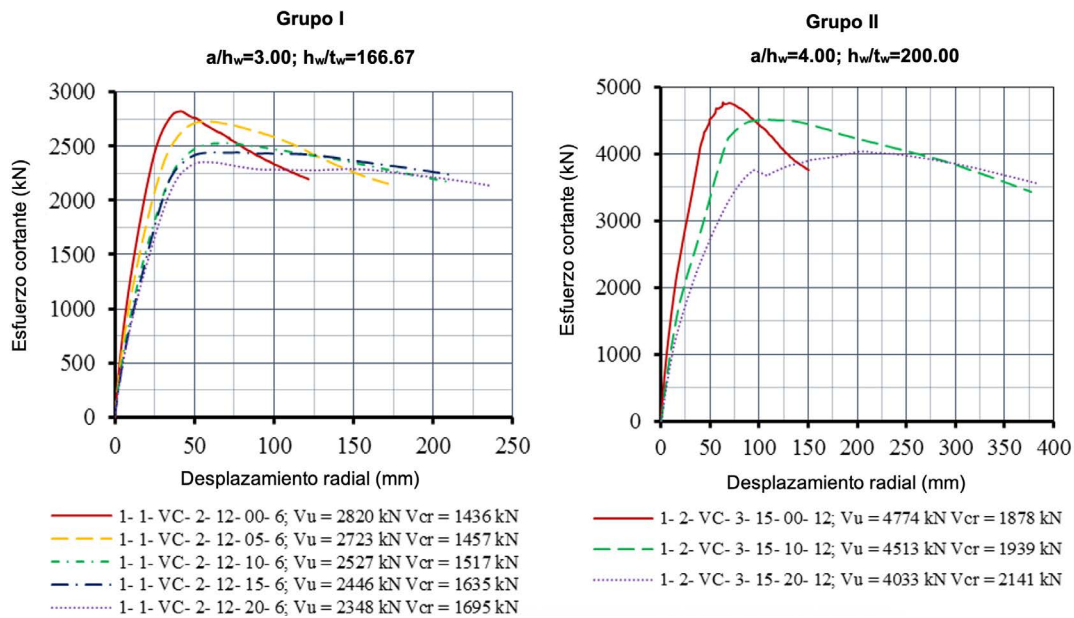 Grupo I
a/hw=3.00; hw/tw=166.67
Esfuerzo cortante (kN)
3000
2500
2000
1500
1000
500
0
0 50 100 150 200 250
Desplazamiento radial (mm)
1- 1- VC- 2- 12- 00- 6; Vu = 2820 kN Vcr = 1436 kN
1- 1- VC- 2- 12- 05- 6; Vu = 2723 kN Vcr = 1457 kN
1- 1- VC- 2- 12- 10- 6; Vu = 2527 kN Vcr = 1517 kN
1- 1- VC- 2- 12- 15- 6; Vu = 2446 kN Vcr = 1635 kN
1- 1- VC- 2- 12- 20- 6; Vu = 2348 kN Vcr = 1695 kN
Grupo II
a/hw=4.00; hw/tw=200.00
Esfuerzo cortante (kN)
5000
4000
3000
2000
1000
0
0 50 100 150 200 250 300 350 400
Desplazamiento radial (mm)
1- 2- VC- 3- 15- 00- 12; Vu = 4774 kN Vcr = 1878 kN
1- 2- VC- 3- 15- 10- 12; Vu = 4513 kN Vcr = 1939 kN
1- 2- VC- 3- 15- 20- 12; Vu = 4033 kN Vcr = 2141 kN